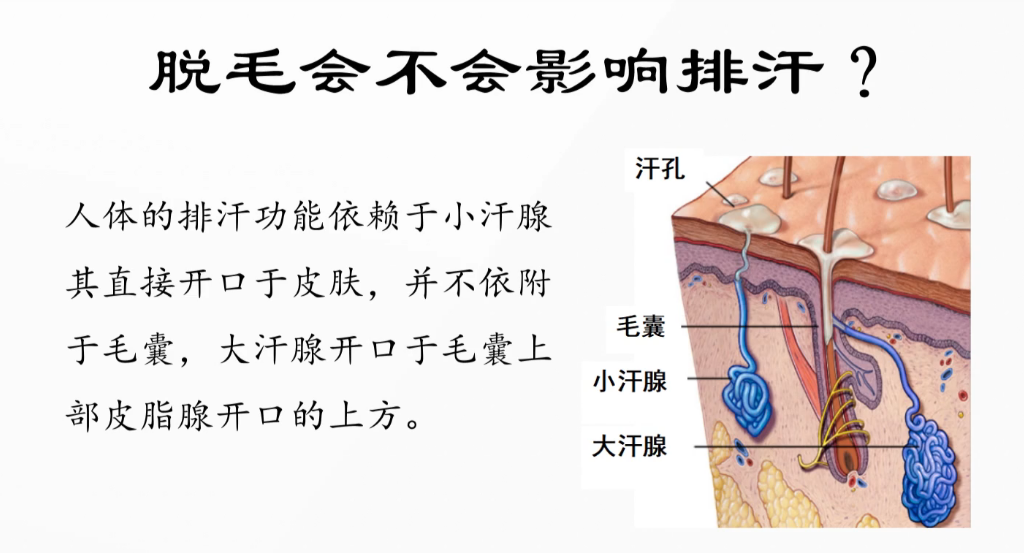 脱毛会不会影响排汗？
人体的排汗功能依赖于小汗腺
其直接开口于皮肤，并不依附
于毛囊，大汗腺开口于毛囊上
部皮脂腺开口的上方。
汗孔
毛囊
小汗腺
大汗腺